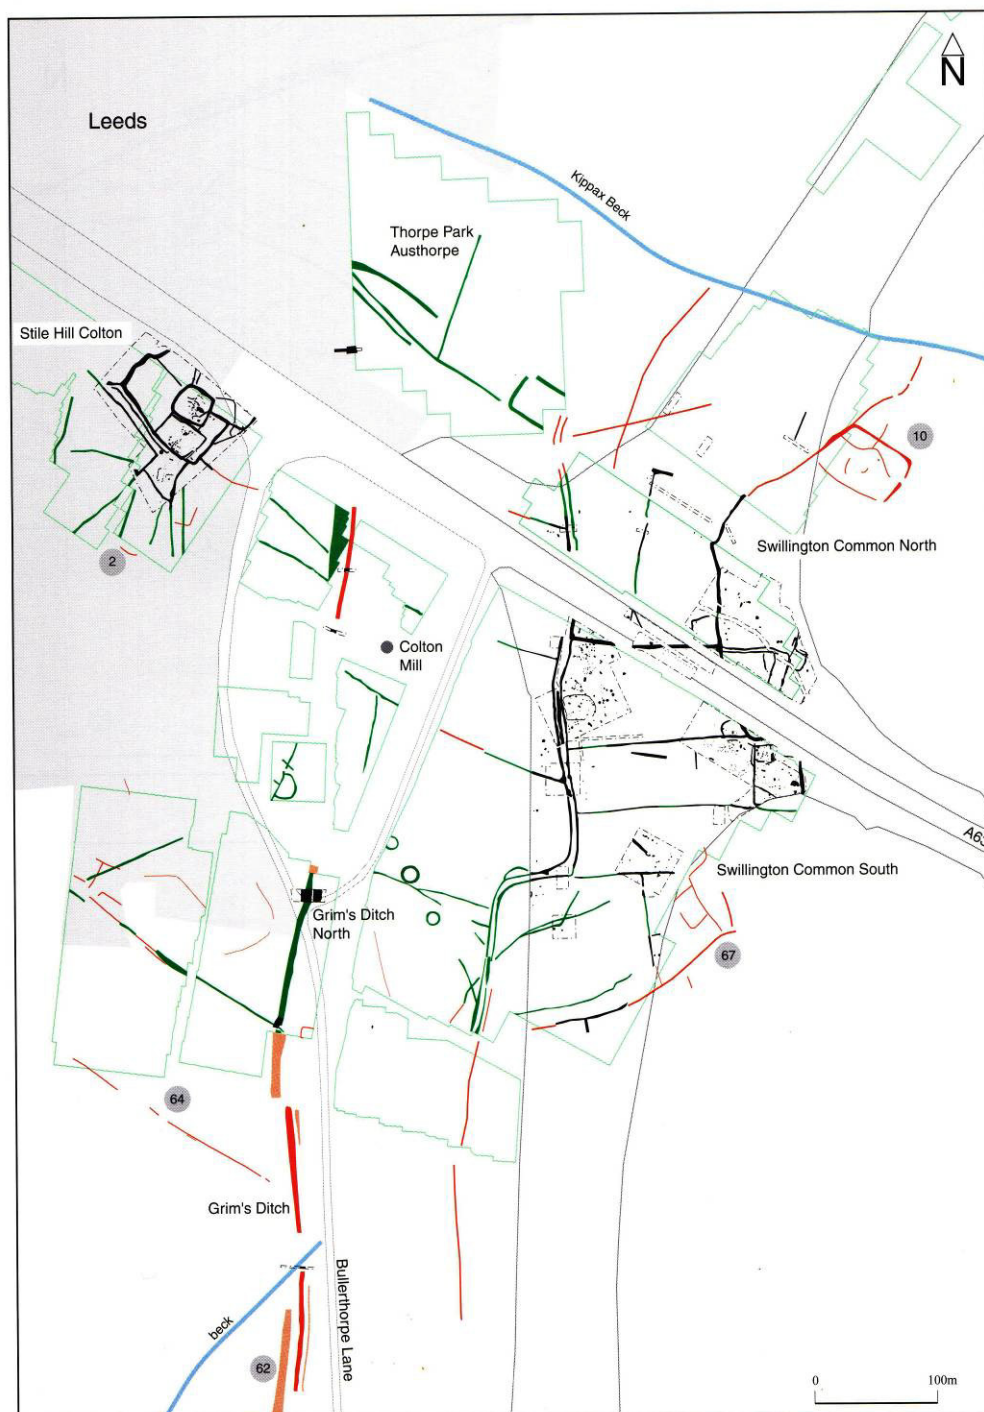 N
Leeds
Kippax Beck
Thorpe Park
Austhorpe
Stile Hill Colton
10
Swillington Common North
2
Colton
Mill
A63
Swillington Common South
Grim's Ditch
North
67
64
Grim's Ditch
Bullerthorpe Lane
beck
62
0
100m